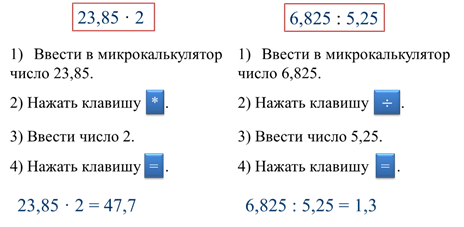 23,85 · 2
1) Ввести в микрокалькулятор
число 23,85.
2) Нажать клавишу * .
3) Ввести число 2.
4) Нажать клавишу = .
23,85 · 2 = 47,7
6,825 : 5,25
1) Ввести в микрокалькулятор
число 6,825.
2) Нажать клавишу ÷ .
3) Ввести число 5,25.
4) Нажать клавишу = .
6,825 : 5,25 = 1,3